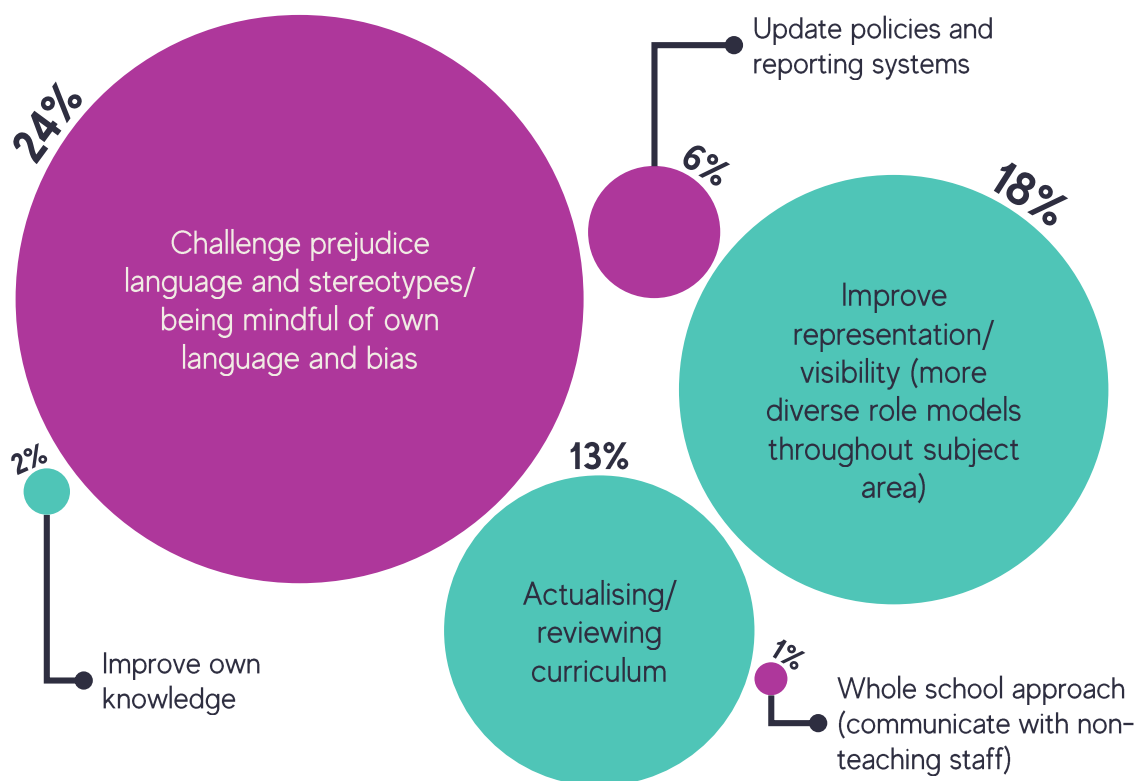 Update policies and
reporting systems
24%
6%
18%
Challenge prejudice
language and stereotypes/
being mindful of own
language and bias
Improve
representation/
visibility (more
diverse role models
throughout subject
area)
2%
13%
Actualising/
reviewing
curriculum
1%
Improve own
knowledge
Whole school approach
(communicate with non-
teaching staff)